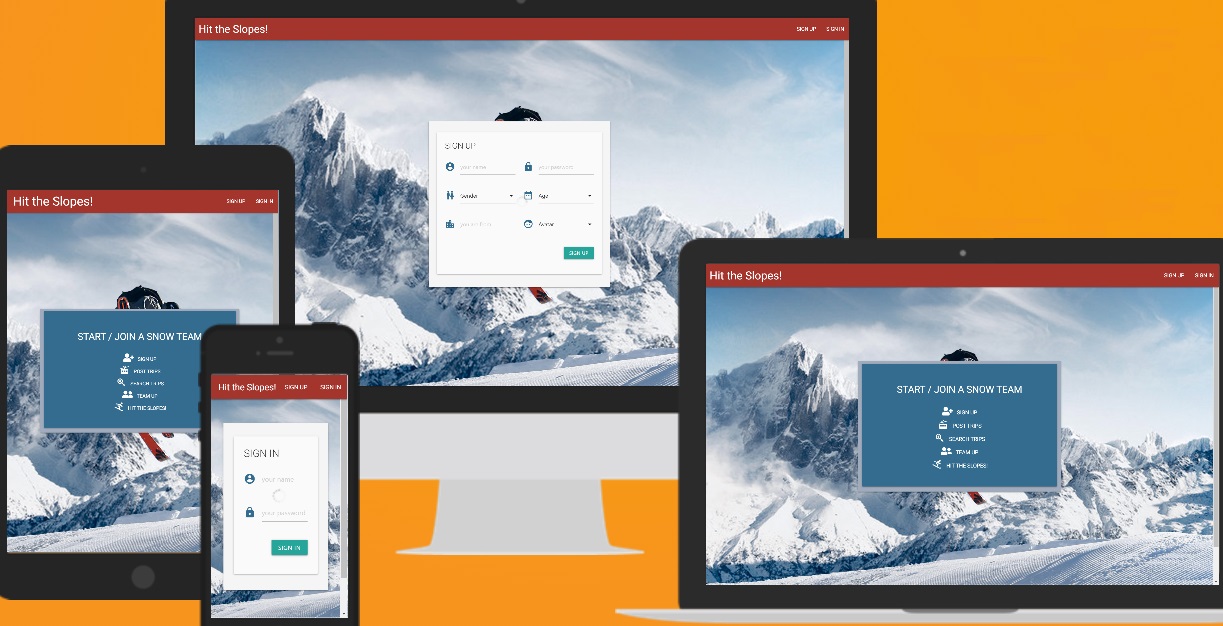 Hit the Slopes!
SIGN UP SIGN IN
SIGN UP
your name your password
Gender Age
Avatar
SIGN UP
Hit the Slopes!
SIGN UP SIGN IN
START / JOIN A SNOW TEAM
SIGN UP
POST TRIPS
SEARCH TRIPS
TEAM UP
HIT THE SLOPES!
Hit the Slopes! SIGN UP SIGN IN
SIGN IN
your name
your password
SIGN IN
Hit the Slopes!
SIGN UP SIGN IN
START / JOIN A SNOW TEAM
SIGN UP
POST TRIPS
SEARCH TRIPS
TEAM UP
HIT THE SLOPES!